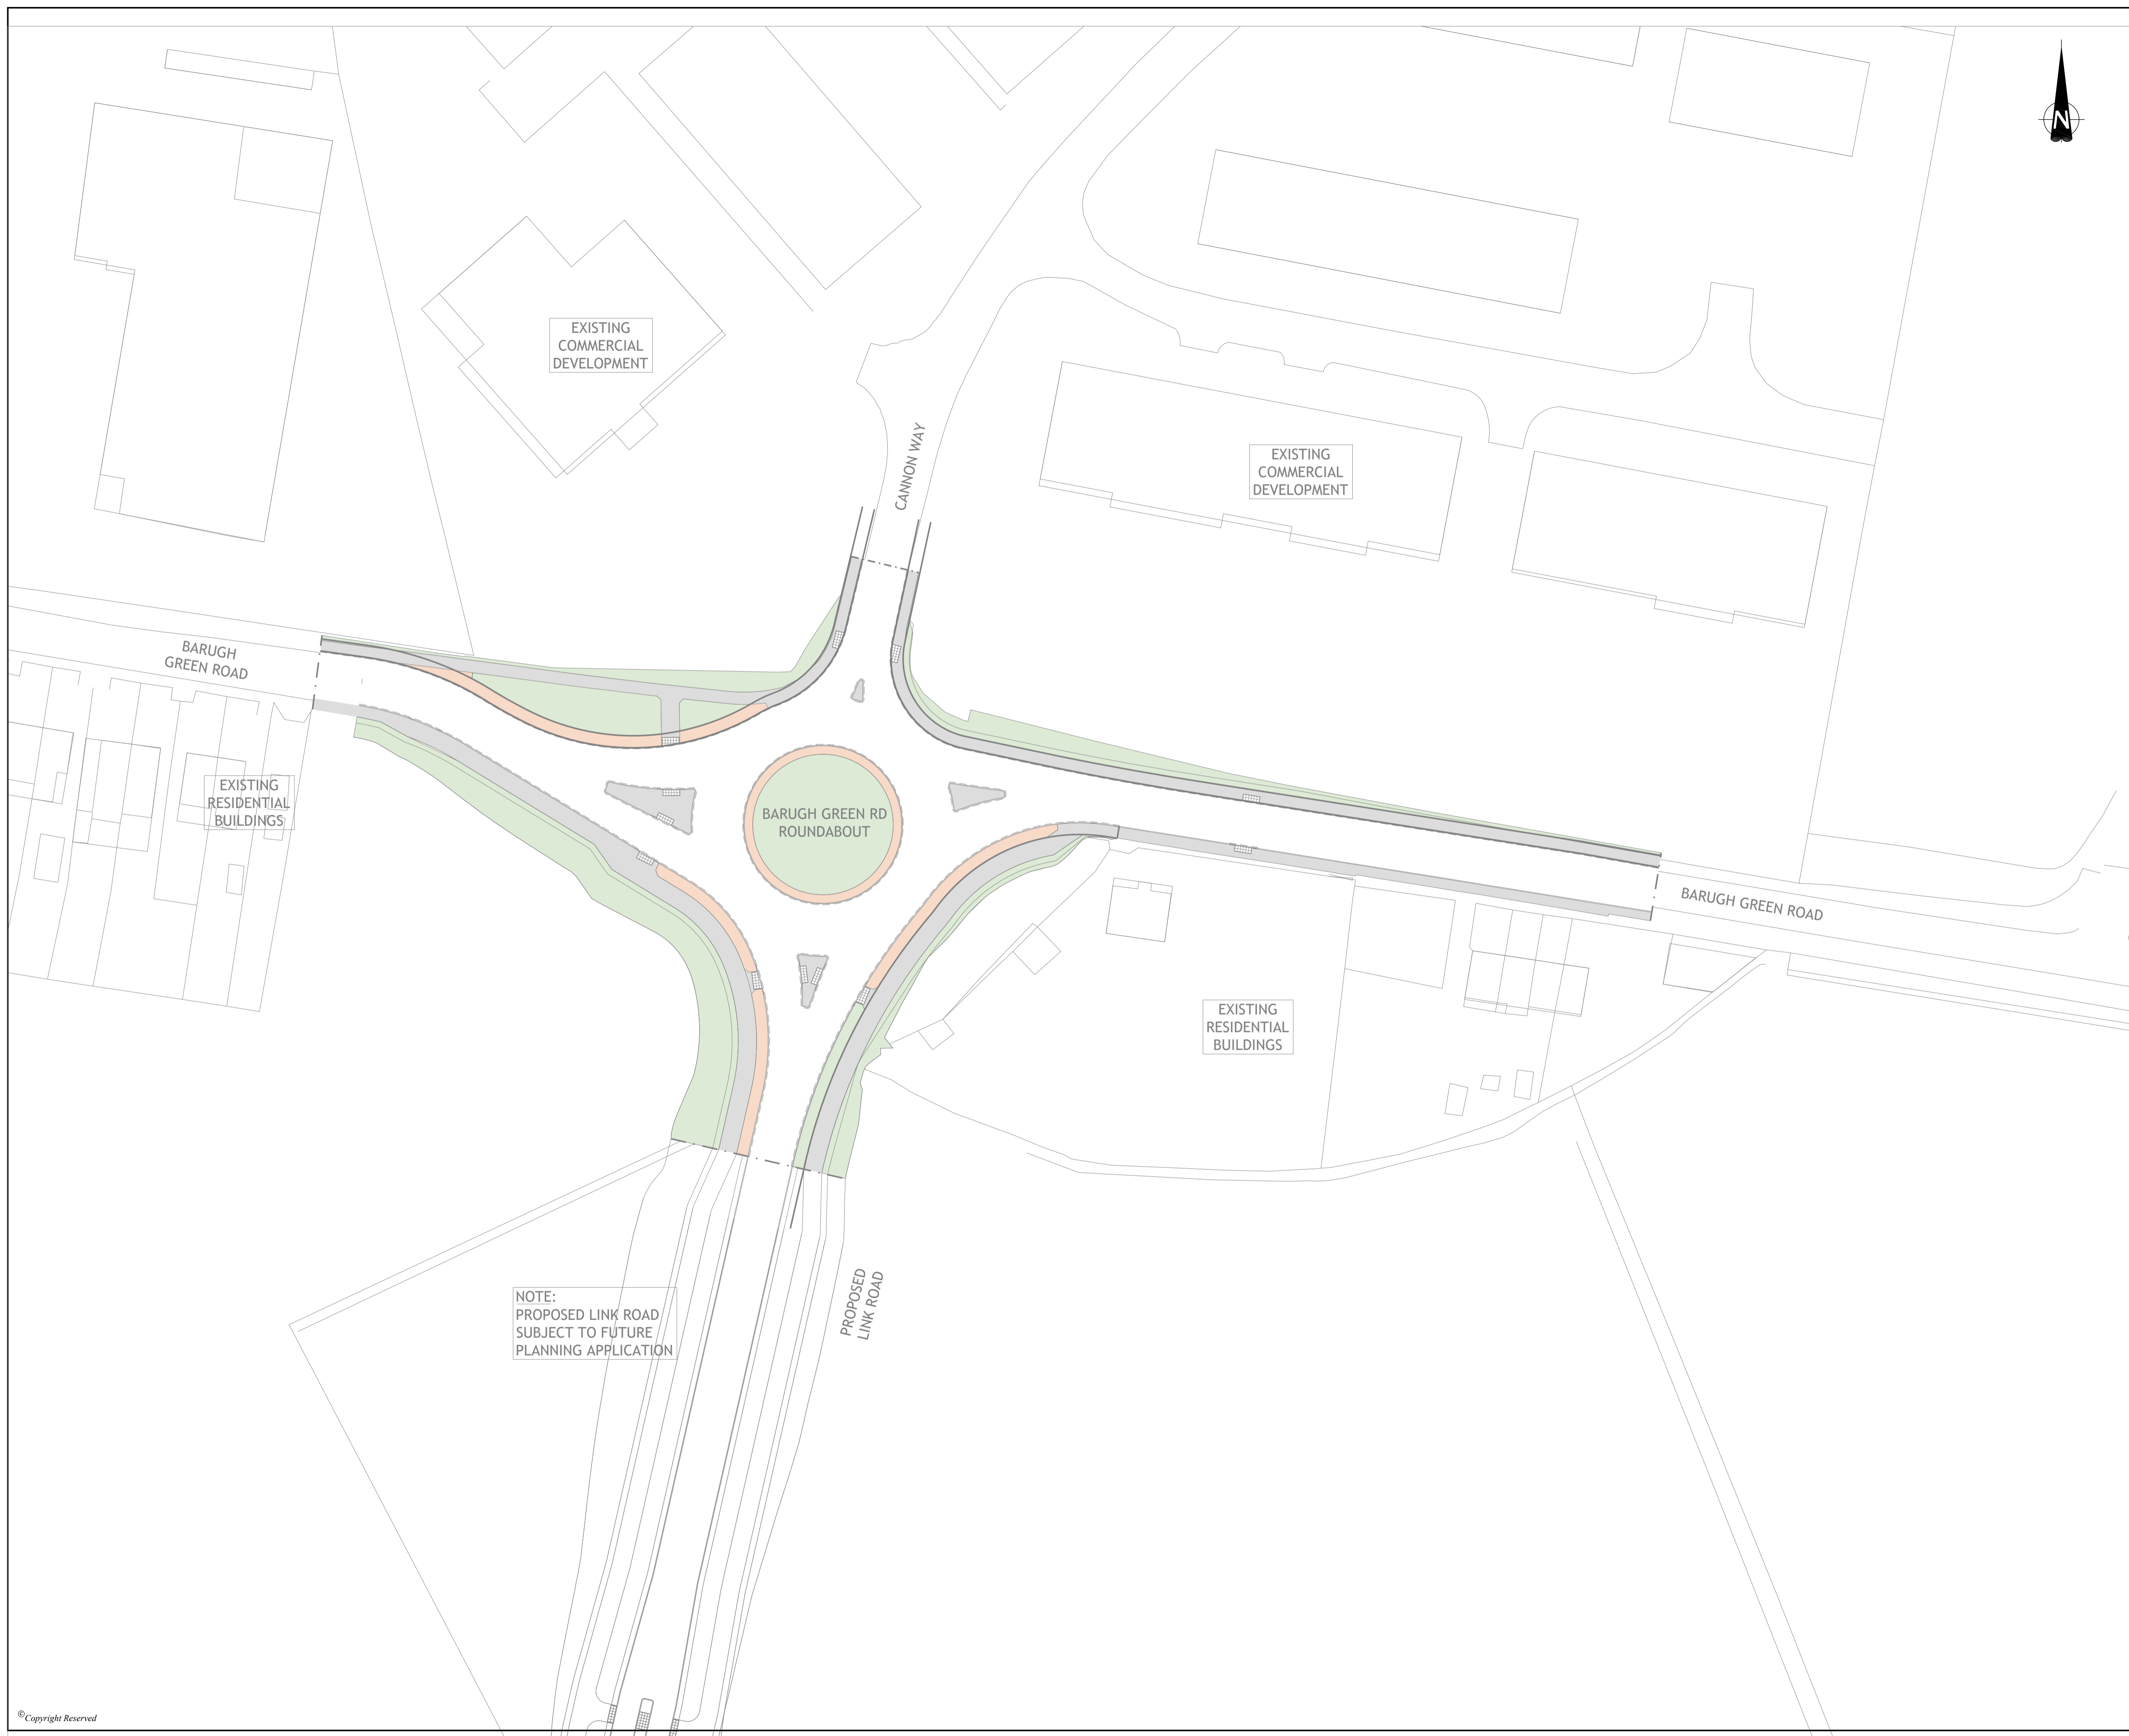 N
EXISTING
COMMERCIAL
DEVELOPMENT
CANNON WAY
EXISTING
COMMERCIAL
DEVELOPMENT
BARUGH
GREEN ROAD
EXISTING
RESIDENTIAL
BUILDINGS
BARUGH GREEN RD
ROUNDABOUT
BARUGH GREEN ROAD
EXISTING
RESIDENTIAL
BUILDINGS
NOTE:
PROPOSED LINK ROAD
SUBJECT TO FUTURE
PLANNING APPLICATION
PROPOSED
LINK ROAD
©Copyright Reserved